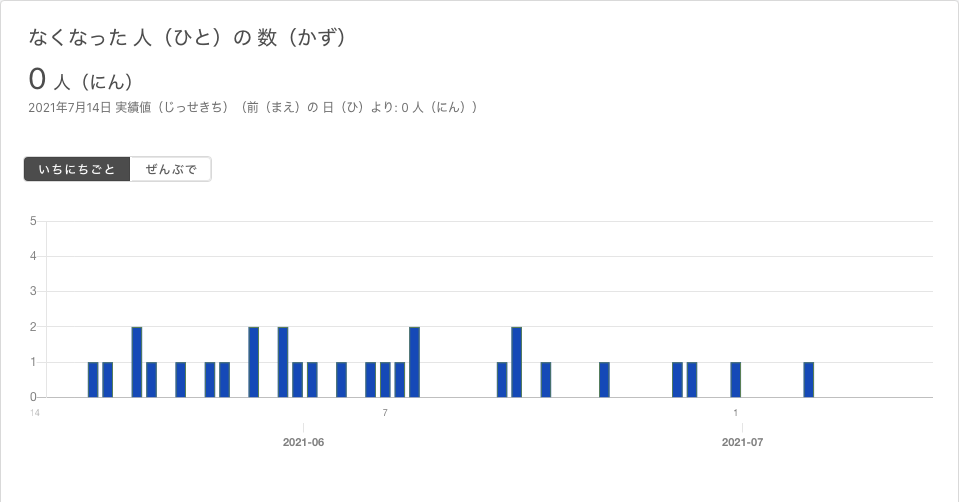 なくなった 人（ひと）の 数（かず）
0 人（にん）
2021年7月14日 実績値（じっせきち）（前（まえ）の 日（ひ）より: 0 人（にん））
いちにちごと ぜんぶで
5
4
3
2
1
0
14 7 1
2021-06 2021-07